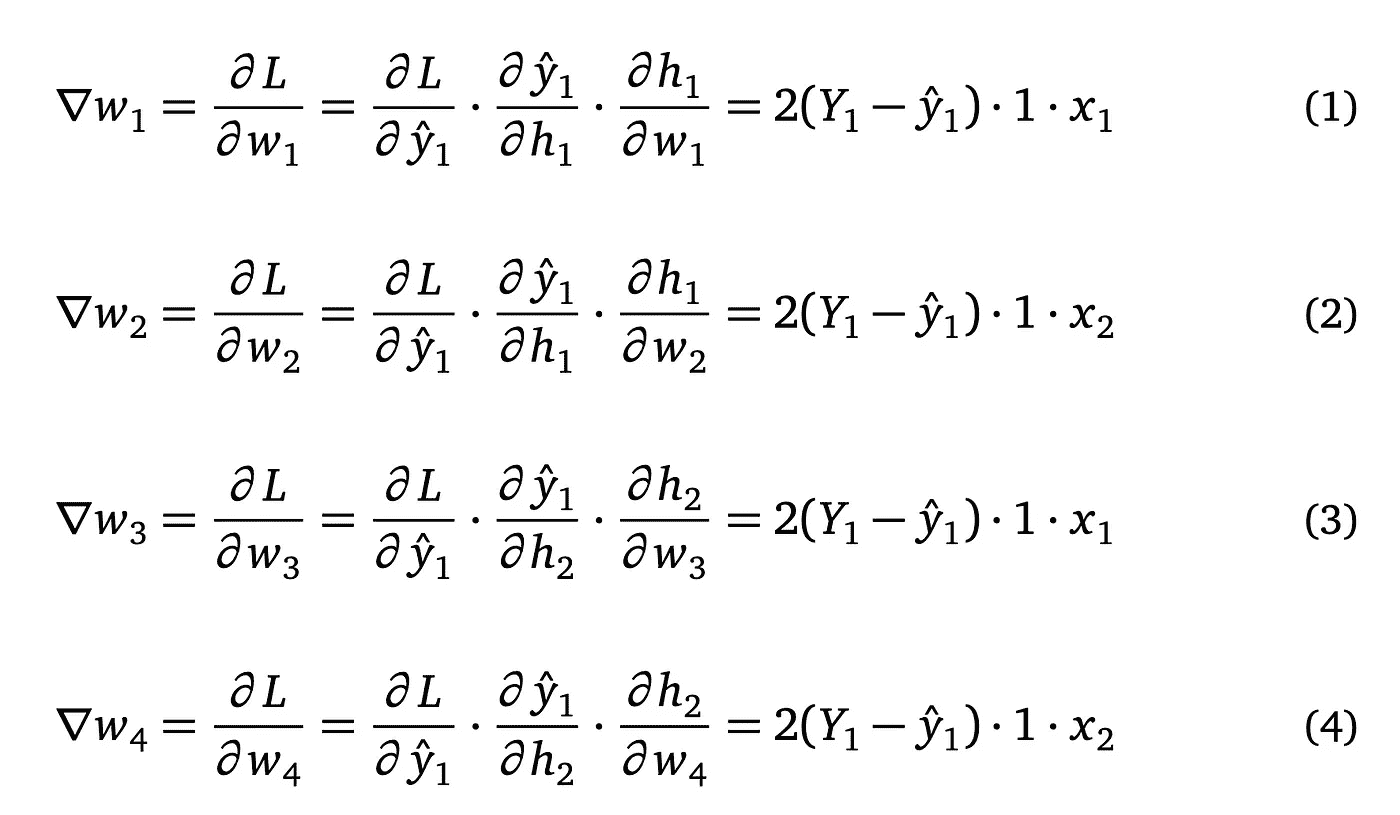 ∇w₁ = ∂L/∂w₁ = ∂L/∂ŷ₁ · ∂ŷ₁/∂h₁ · ∂h₁/∂w₁ = 2(Y₁ − ŷ₁) · 1 · x₁ (1)
∇w₂ = ∂L/∂w₂ = ∂L/∂ŷ₁ · ∂ŷ₁/∂h₁ · ∂h₁/∂w₂ = 2(Y₁ − ŷ₁) · 1 · x₂ (2)
∇w₃ = ∂L/∂w₃ = ∂L/∂ŷ₁ · ∂ŷ₁/∂h₂ · ∂h₂/∂w₃ = 2(Y₁ − ŷ₁) · 1 · x₁ (3)
∇w₄ = ∂L/∂w₄ = ∂L/∂ŷ₁ · ∂ŷ₁/∂h₂ · ∂h₂/∂w₄ = 2(Y₁ − ŷ₁) · 1 · x₂ (4)